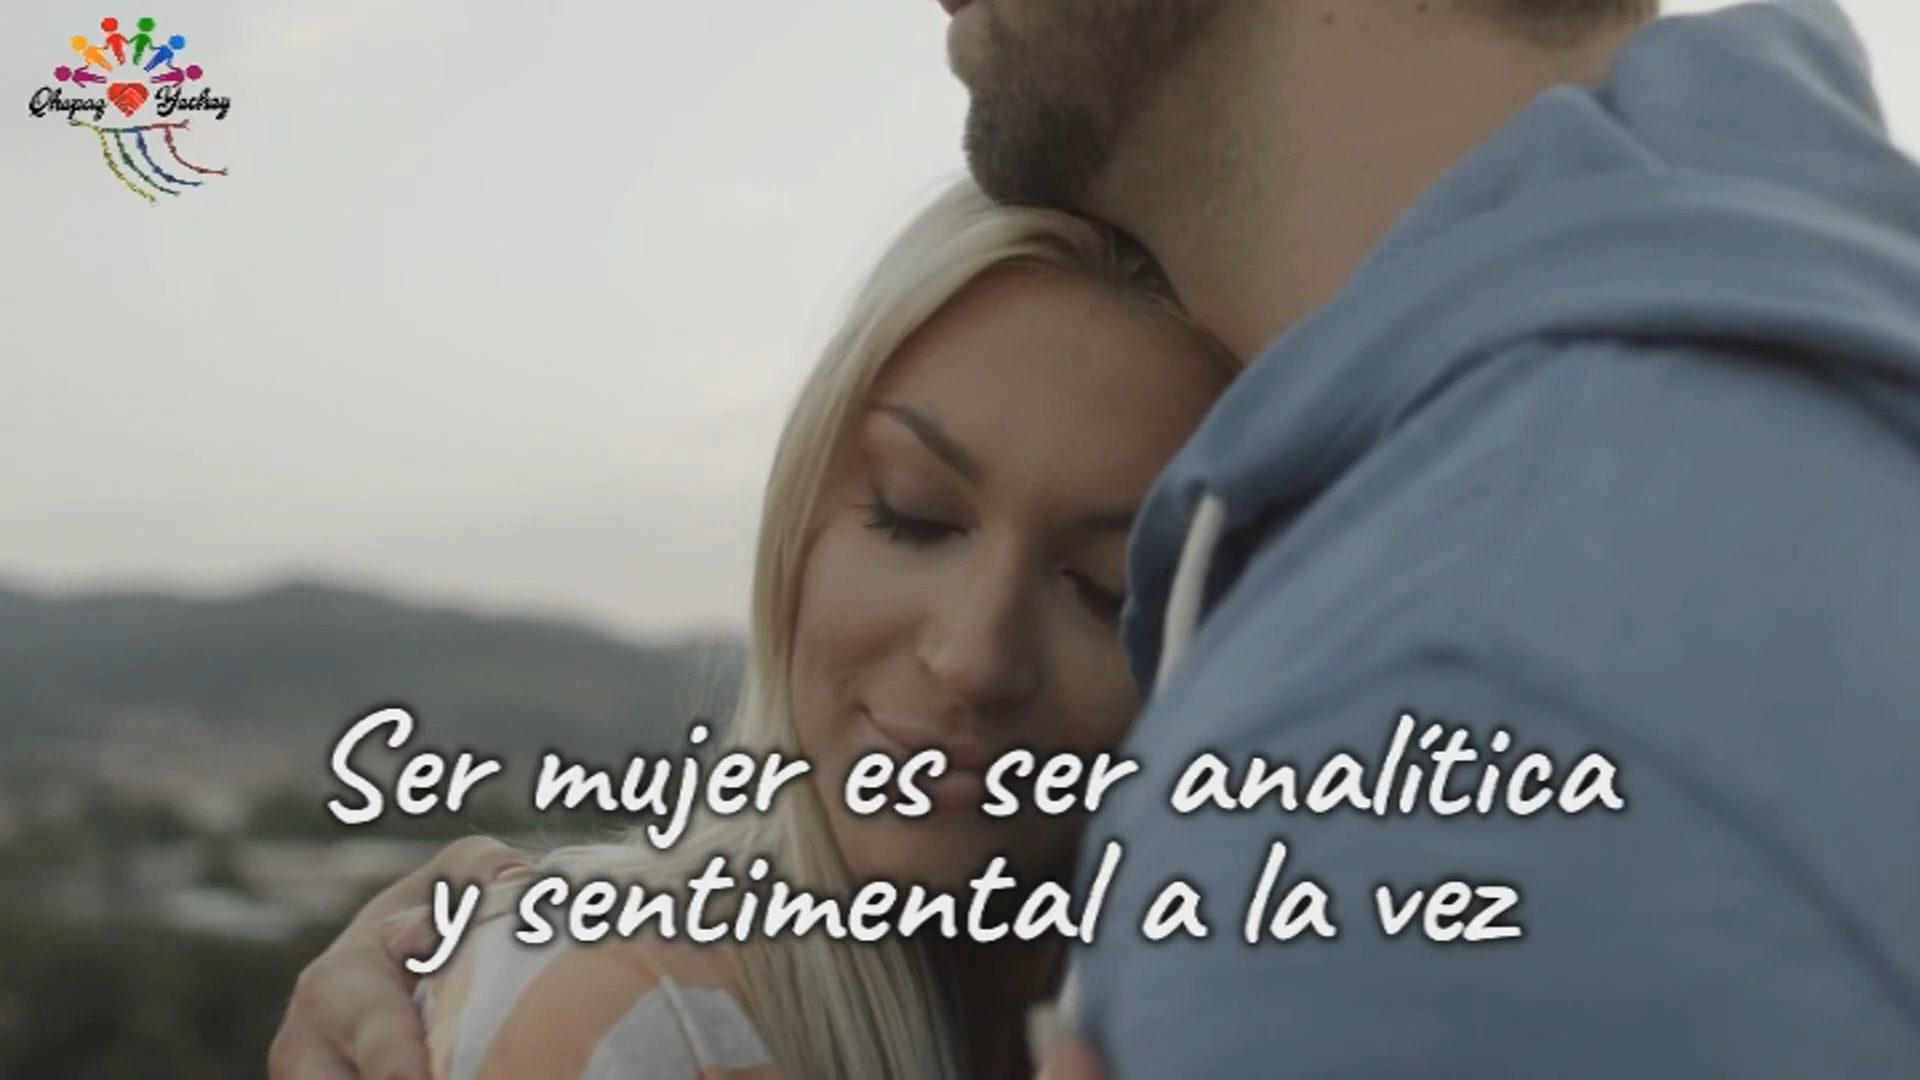 Qhapaq Yachay
Ser mujer es ser analítica
y sentimental a la vez